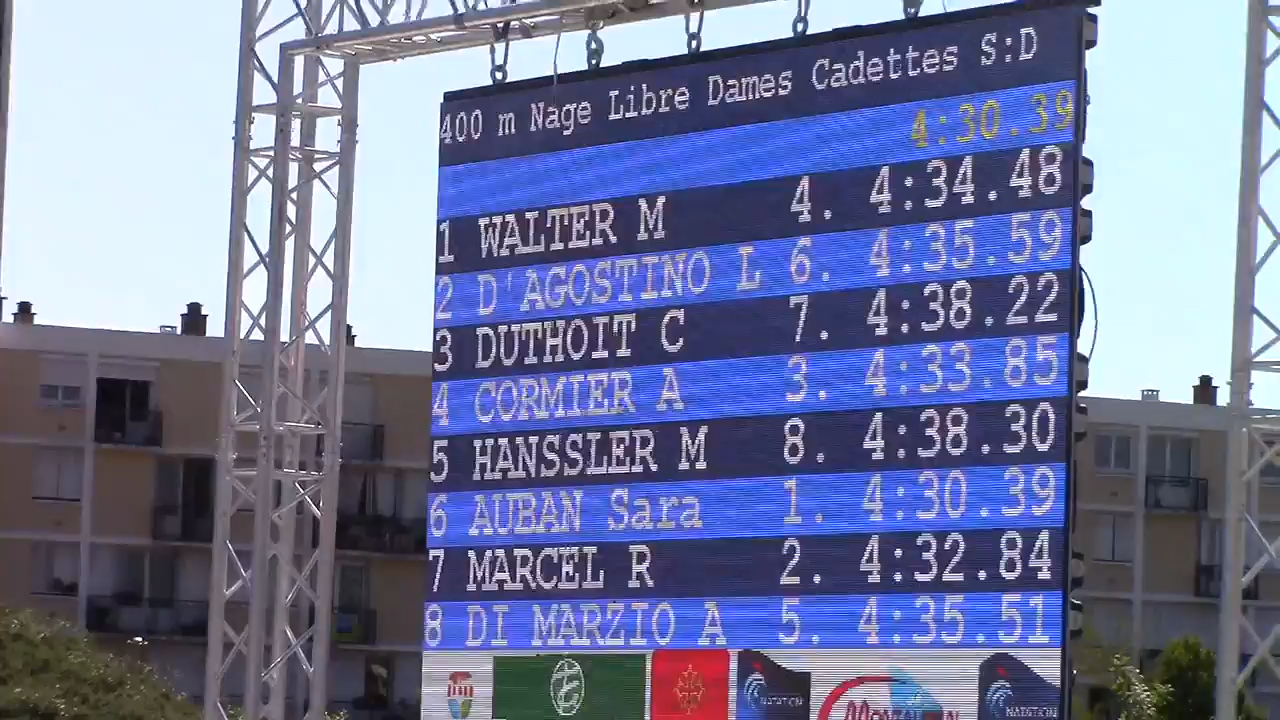 400 m Nage Libre Dames Cadettes S:D
4:30.39
1 WALTER M 4. 4:34.48
2 D'AGOSTINO L 6. 4:35.59
3 DUTHOIT C 7. 4:38.22
4 CORMIER A 3. 4:33.85
5 HANSSLER M 8. 4:38.30
6 AUBAN Sara 1. 4:30.39
7 MARCEL R 2. 4:32.84
8 DI MARZIO A 5. 4:35.51
NATATION
NATATION